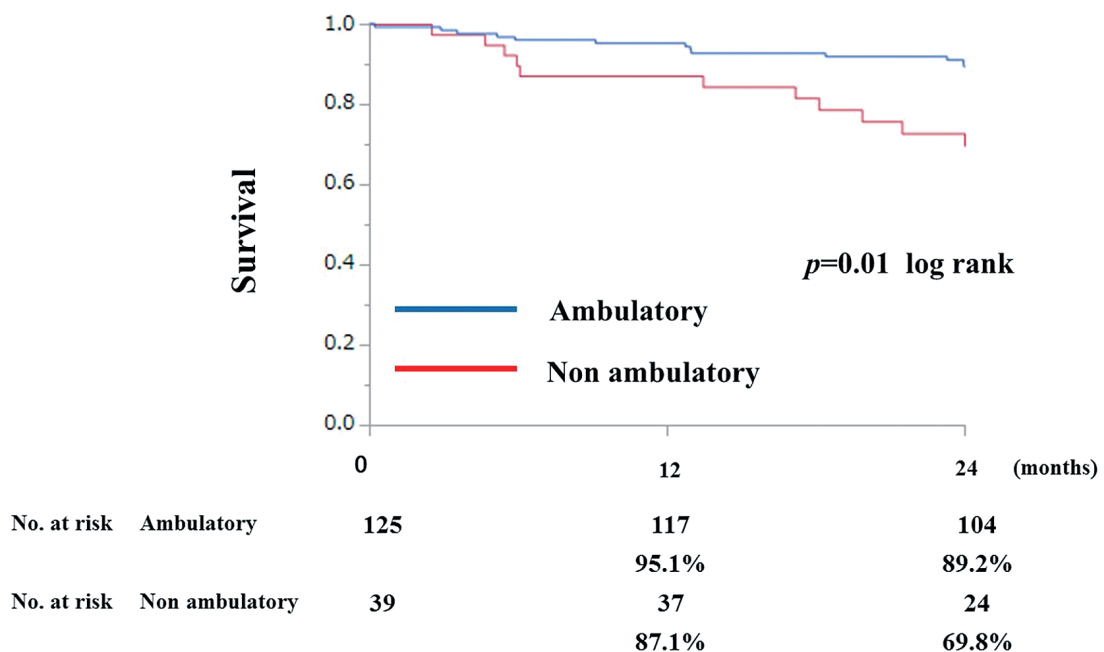 1.0
0.8
0.6
0.4
0.2
0.0
Survival
p=0.01 log rank
Ambulatory
Non ambulatory
0 12 24 (months)
No. at risk Ambulatory 125 117 104
95.1% 89.2%
No. at risk Non ambulatory 39 37 24
87.1% 69.8%